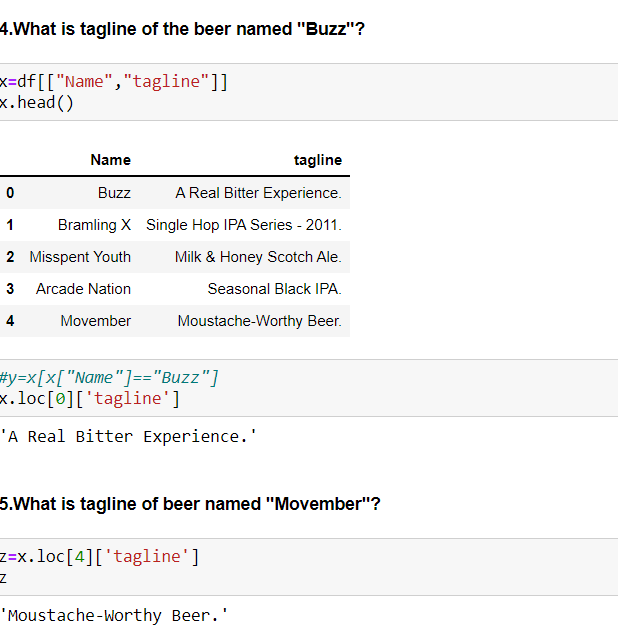 4.What is tagline of the beer named "Buzz"?
x=df[["Name","tagline"]]
x.head()
Name tagline
0 Buzz A Real Bitter Experience.
1 Bramling X Single Hop IPA Series - 2011.
2 Misspent Youth Milk & Honey Scotch Ale.
3 Arcade Nation Seasonal Black IPA.
4 Movember Moustache-Worthy Beer.
#y=x[x["Name"]=="Buzz"]
x.loc[0]['tagline']
'A Real Bitter Experience.'
5.What is tagline of beer named "Movember"?
z=x.loc[4]['tagline']
z
'Moustache-Worthy Beer.'